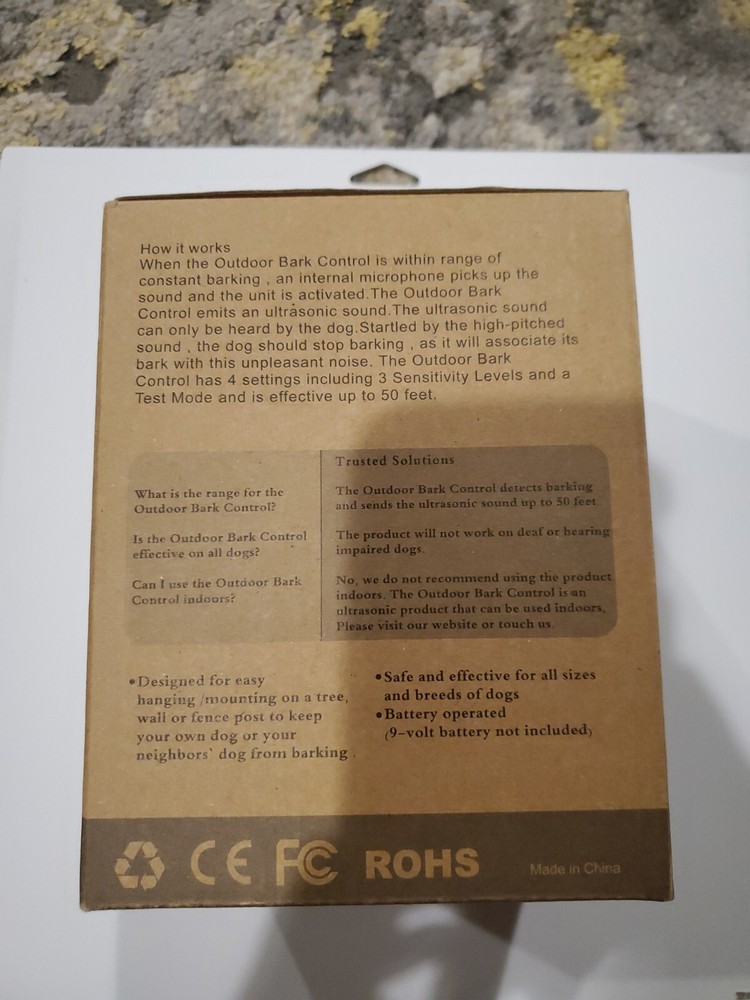 How it works
When the Outdoor Bark Control is within range of
constant barking , an internal microphone picks up the
sound and the unit is activated.The Outdoor Bark
Control emits an ultrasonic sound.The ultrasonic sound
can only be heard by the dog.Startled by the high-pitched
sound , the dog should stop barking , as it will associate its
bark with this unpleasant noise. The Outdoor Bark
Control has 4 settings including 3 Sensitivity Levels and a
Test Mode and is effective up to 50 feet.
Trusted Solutions
What is the range for the
Outdoor Bark Control?
The Outdoor Bark Control detects barking
and sends the ultrasonic sound up to 50 feet
Is the Outdoor Bark Control
effective on all dogs?
The product will not work on deaf or hearing
impaired dogs.
Can I use the Outdoor Bark
Control indoors?
No, we do not recommend using the product
indoors. The Outdoor Bark Control is an
ultrasonic product that can be used indoors,
Please visit our website or touch us.
•Designed for easy
hanging /mounting on a tree,
wall or fence post to keep
your own dog or your
neighbors' dog from barking .
•Safe and effective for all sizes
and breeds of dogs
•Battery operated
(9-volt battery not included)
CE FC ROHS
Made in China